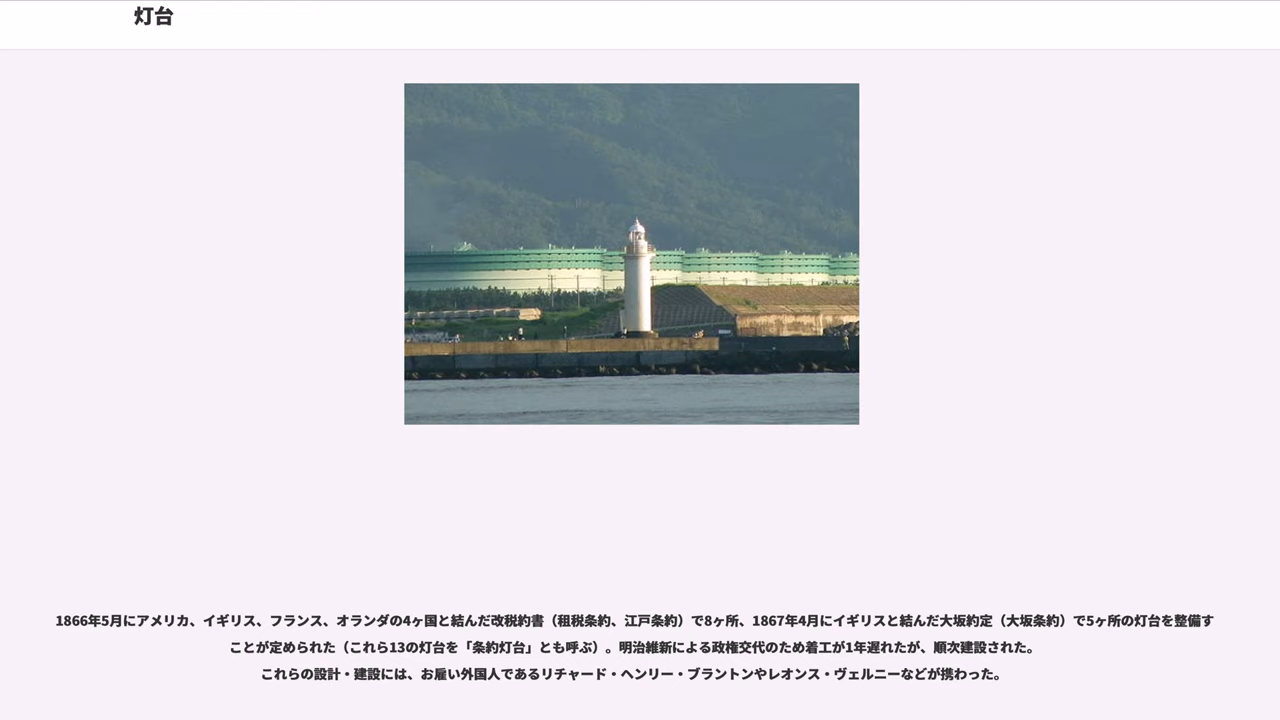 灯台
1866年5月にアメリカ、イギリス、フランス、オランダの4ヶ国と結んだ改税約書（租税条約、江戸条約）で8ヶ所、1867年4月にイギリスと結んだ大坂約定（大坂条約）で5ヶ所の灯台を整備す
ことが定められた（これら13の灯台を「条約灯台」とも呼ぶ）。明治維新による政権交代のため着工が1年遅れたが、順次建設された。
これらの設計・建設には、お雇い外国人であるリチャード・ヘンリー・ブラントンやレオンス・ヴェルニーなどが携わった。